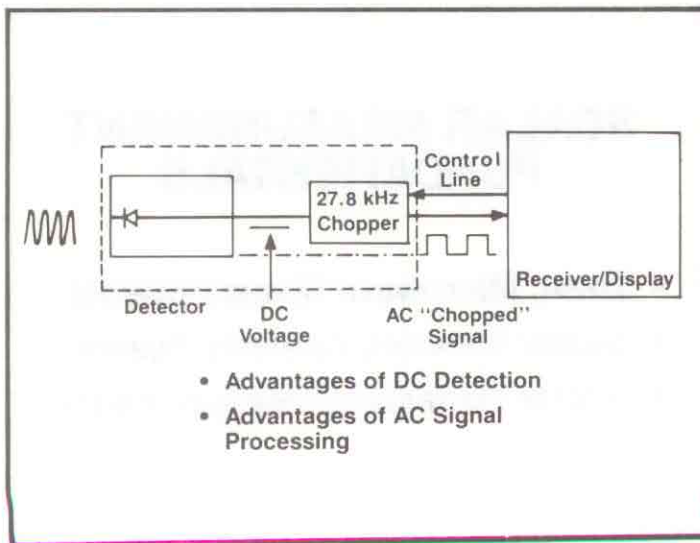 Control
Line
27.8 kHz
Chopper
Receiver/Display
Detector
DC
Voltage
AC "Chopped"
Signal
• Advantages of DC Detection
• Advantages of AC Signal
Processing